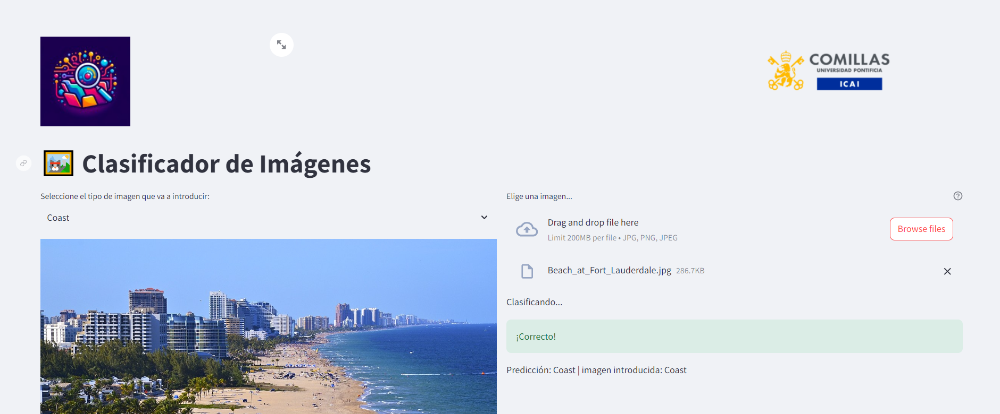 COMILLAS
UNIVERSIDAD PONTIFICIA
ICAI
Clasificador de Imágenes
Seleccione el tipo de imagen que va a introducir:
Coast
Elige una imagen...
Drag and drop file here
Limit 200MB per file • JPG, PNG, JPEG
Browse files
Beach_at_Fort_Lauderdale.jpg 286.7KB
Clasificando...
¡Correcto!
Predicción: Coast | imagen introducida: Coast